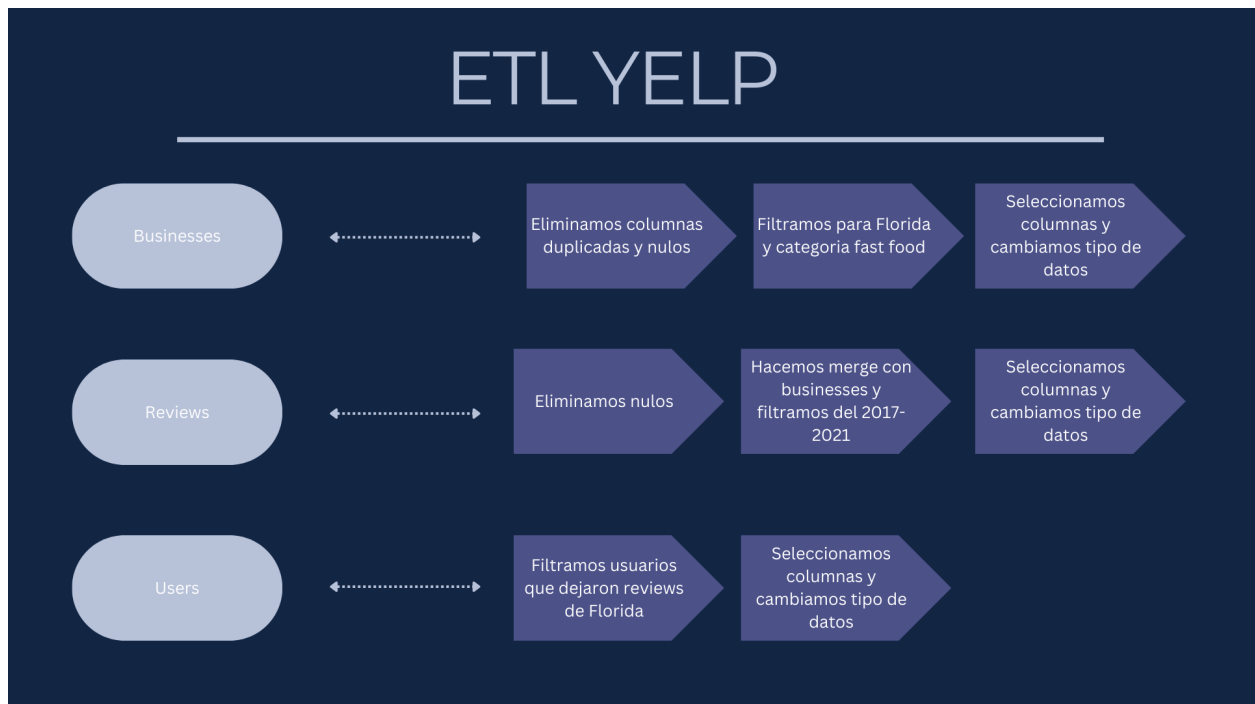 ETL YELP
Businesses
Eliminamos columnas
duplicadas y nulos
Filtramos para Florida
y categoria fast food
Seleccionamos
columnas y
cambiamos tipo de
datos
Reviews
Eliminamos nulos
Hacemos merge con
businesses y
filtramos del 2017-
2021
Seleccionamos
columnas y
cambiamos tipo de
datos
Users
Filtramos usuarios
que dejaron reviews
de Florida
Seleccionamos
columnas y
cambiamos tipo de
datos